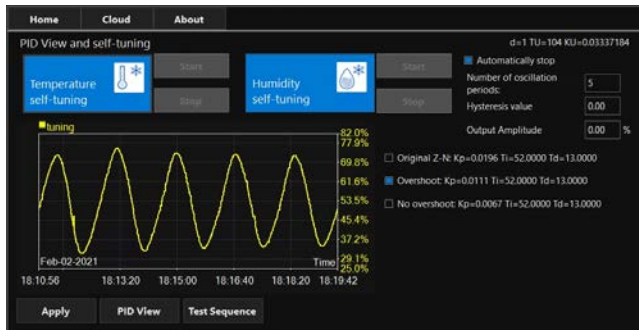 Home Cloud About
PID View and self-tuning
d=1 TU=104 KU=0.03337184
Temperature
self-tuning
Start
Stop
Humidity
self-tuning
Start
Stop
Automatically stop
Number of oscillation
periods:
5
Hysteresis value 0.00
Output Amplitude 0.00 %
tuning
82.0%
77.9%
69.8%
61.6%
53.5%
45.4%
37.2%
29.1%
25.0%
Feb-02-2021 Time
18:10:56 18:13:20 18:15:00 18:16:40 18:18:20 18:19:42
Original Z-N: Kp=0.0196 Ti=52.0000 Td=13.0000
Overshoot: Kp=0.0111 Ti=52.0000 Td=13.0000
No overshoot: Kp=0.0067 Ti=52.0000 Td=13.0000
Apply PID View Test Sequence